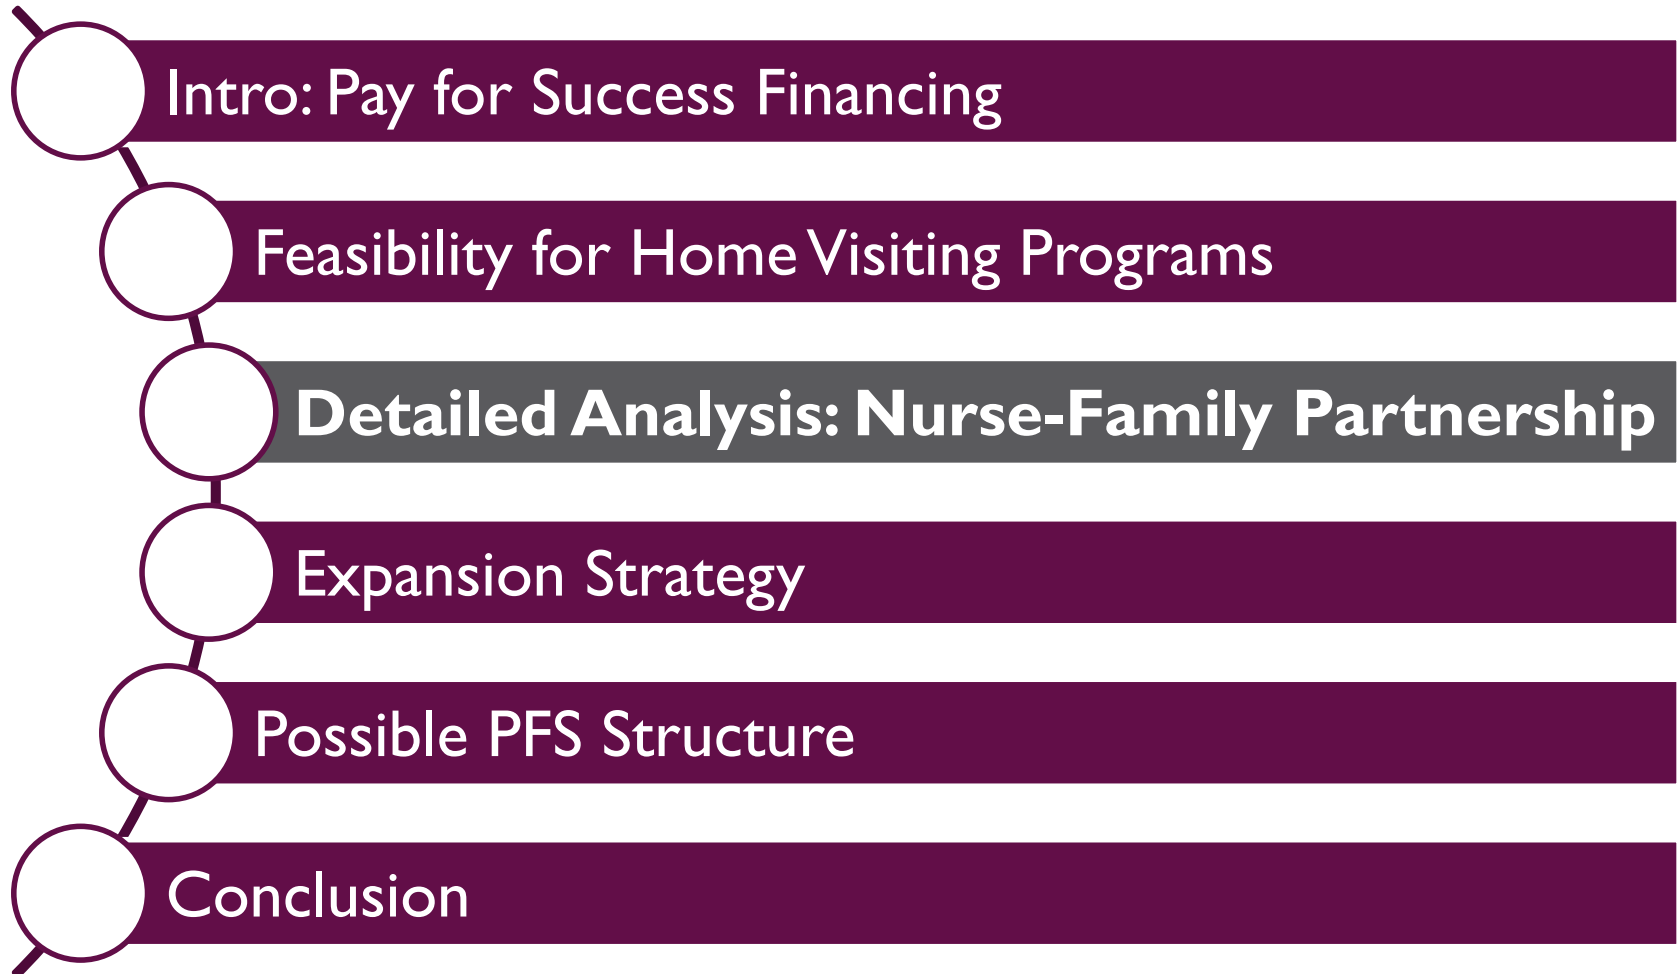 Intro: Pay for Success Financing
Feasibility for Home Visiting Programs
Detailed Analysis: Nurse-Family Partnership
Expansion Strategy
Possible PFS Structure
Conclusion